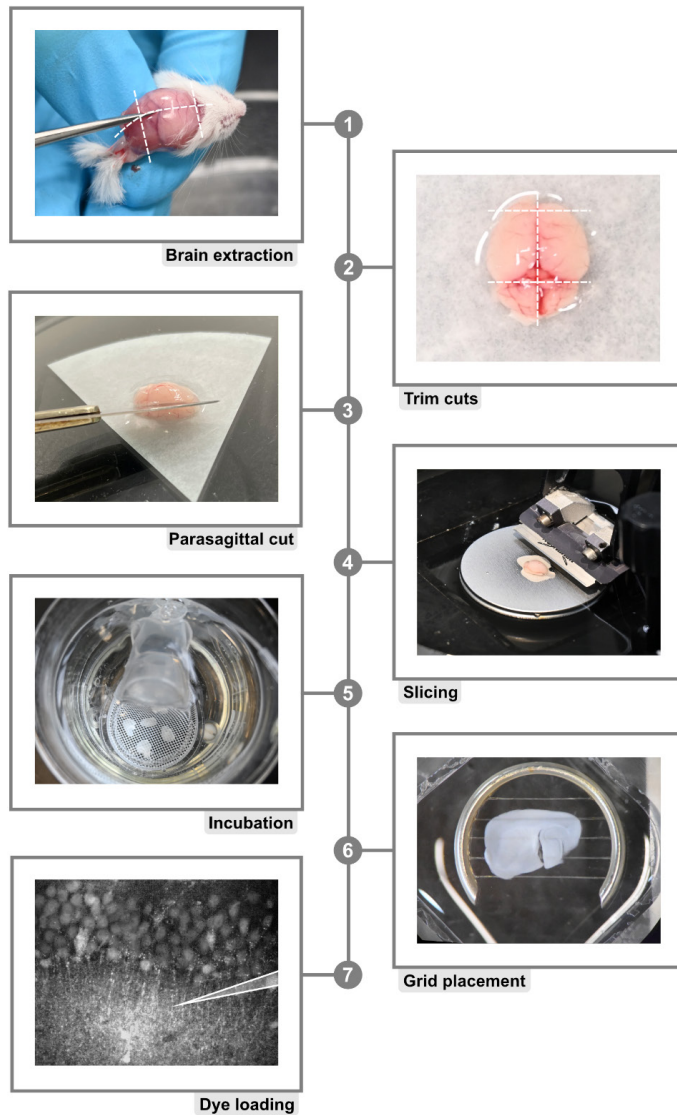 1
Brain extraction
2
Trim cuts
3
Parasagittal cut
4
Slicing
5
Incubation
6
Grid placement
7
Dye loading